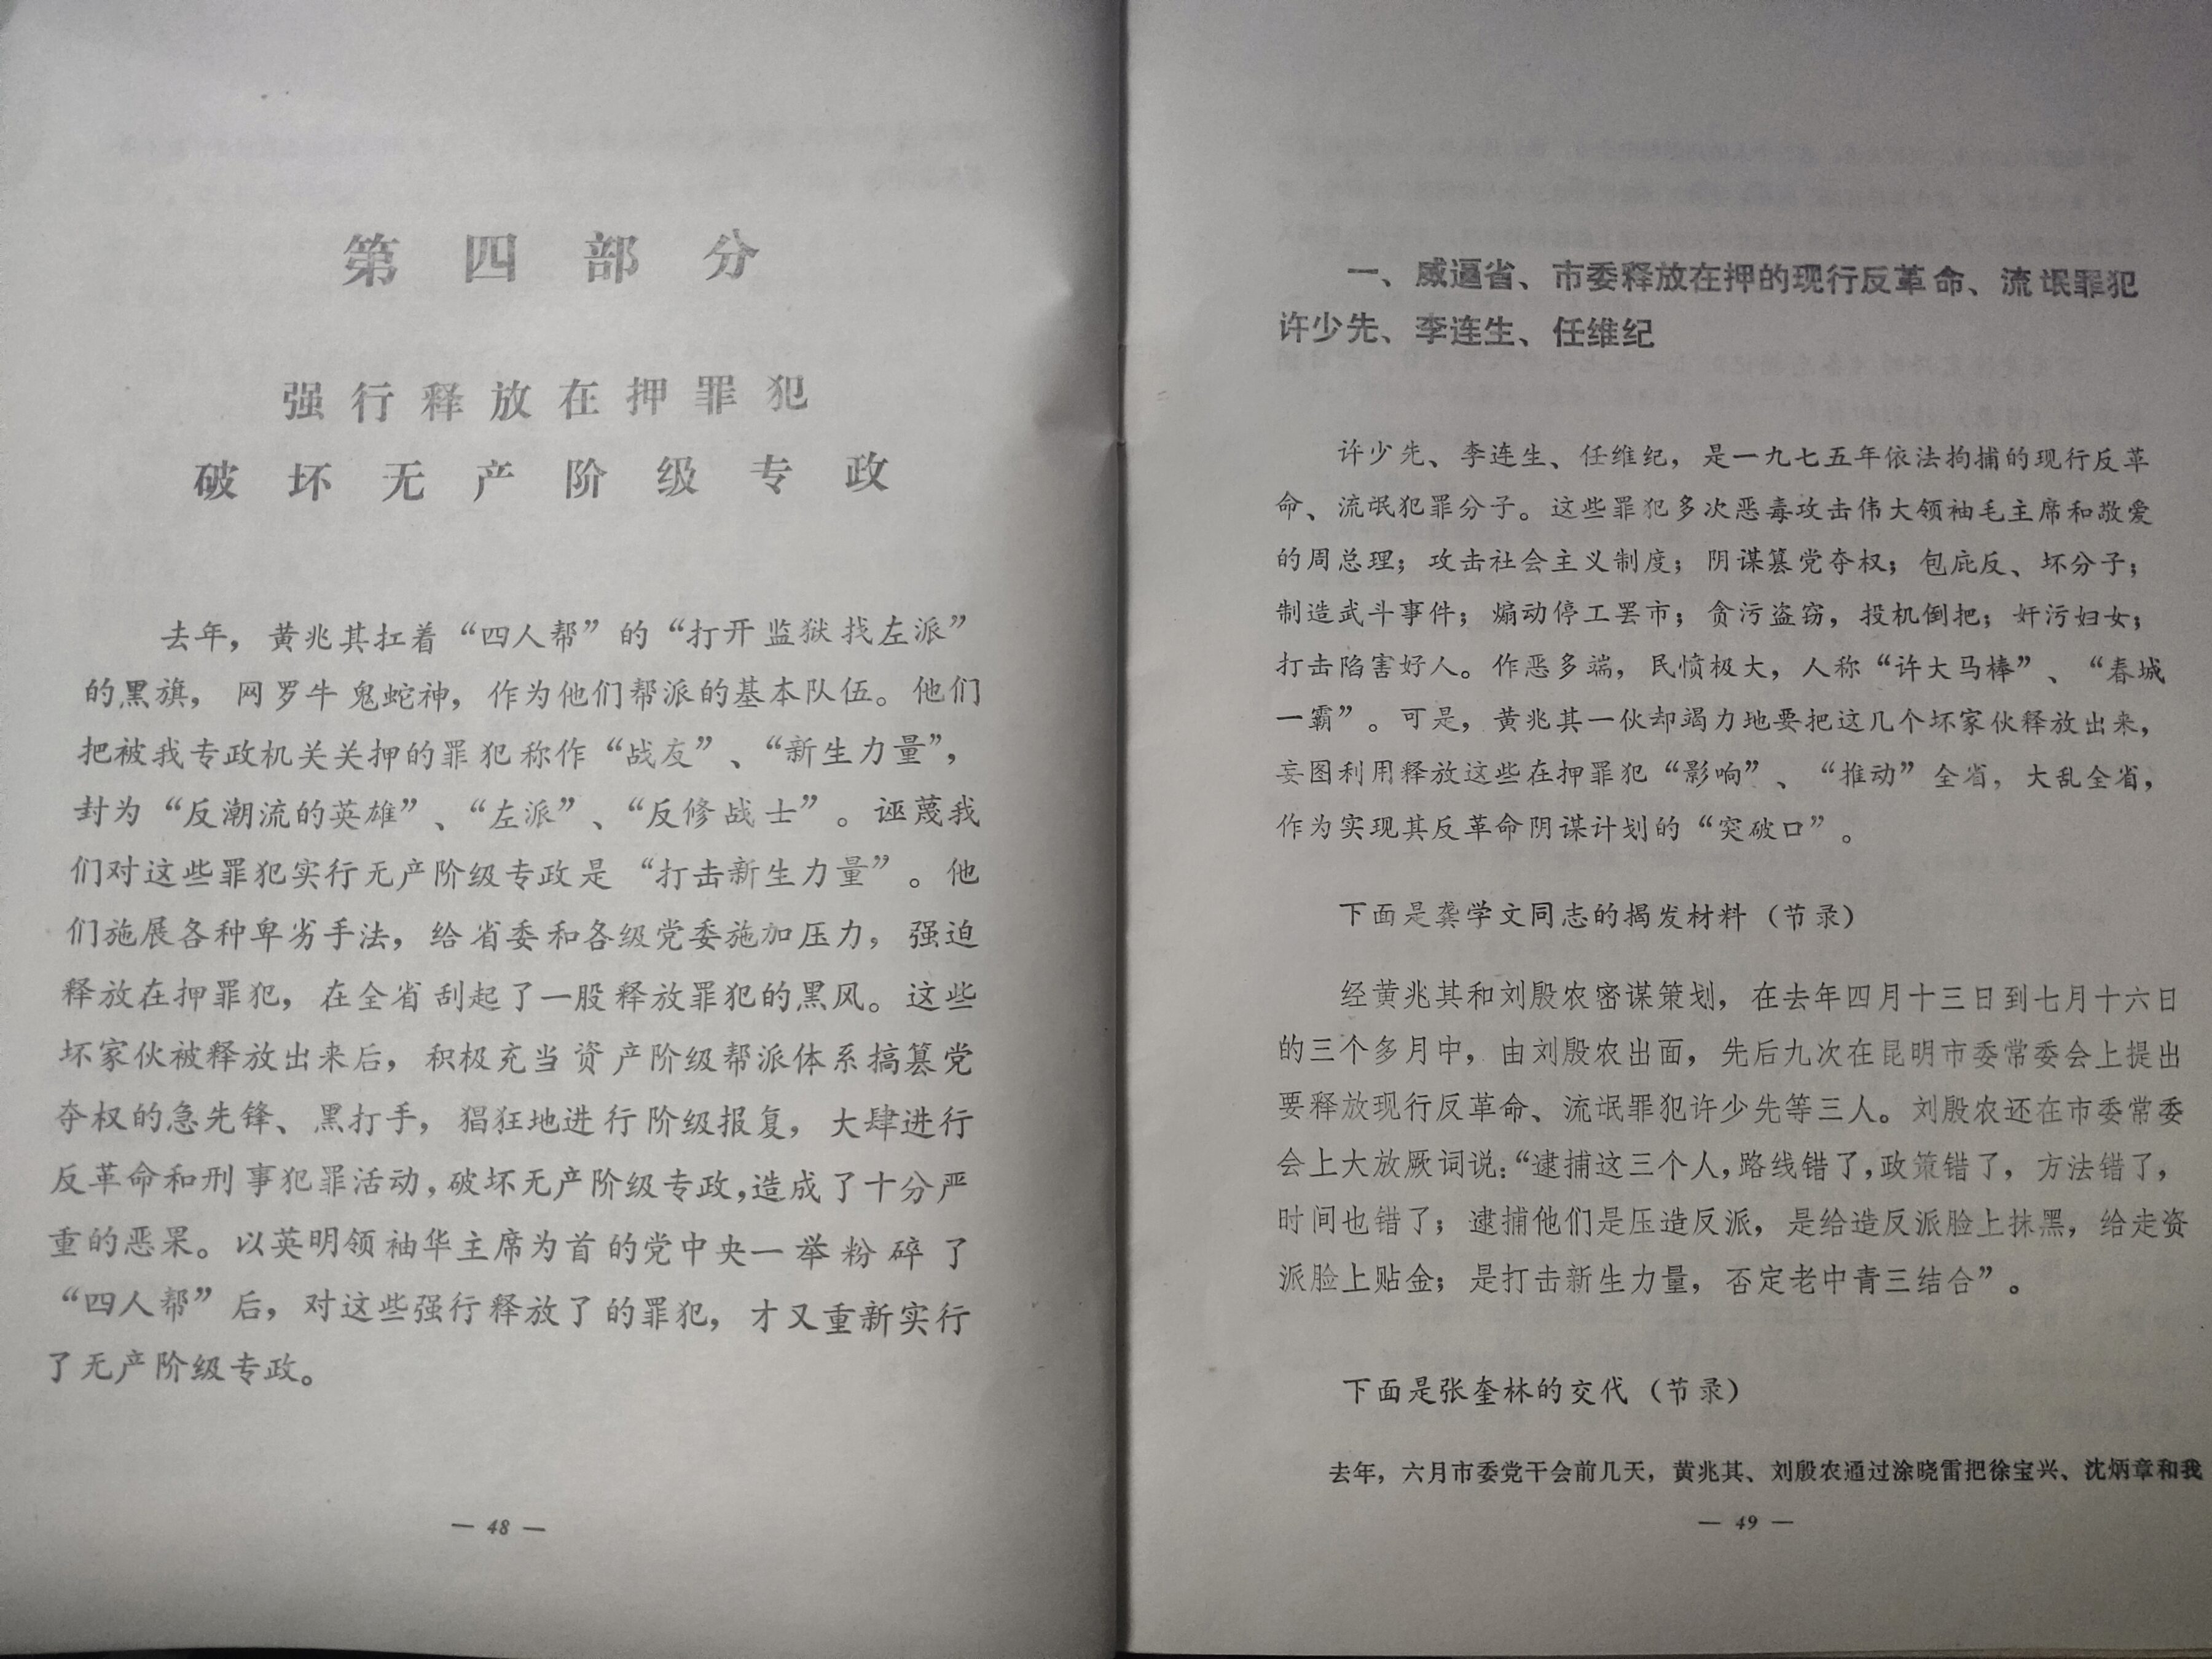 第四部分
强行释放在押罪犯
破坏无产阶级专政
去年，黄兆其扛着“四人帮”的“打开监狱找左派”
的黑旗，网罗牛鬼蛇神，作为他们帮派的基本队伍。他们
把被我专政机关关押的罪犯称作“战友”、“新生力量”，
封为“反潮流的英雄”、“左派”、“反修战士”。诬蔑我
们对这些罪犯实行无产阶级专政是“打击新生力量”。他
们施展各种卑劣手法，给省委和各级党委施加压力，强迫
释放在押罪犯，在全省刮起了一股释放罪犯的黑风。这些
坏家伙被释放出来后，积极充当资产阶级帮派体系搞篡党
夺权的急先锋、黑打手，猖狂地进行阶级报复，大肆进行
反革命和刑事犯罪活动，破坏无产阶级专政，造成了十分严
重的恶果。以英明领袖华主席为首的党中央一举粉碎了
“四人帮”后，对这些强行释放了的罪犯，才又重新实行
了无产阶级专政。
— 48 —
一、威逼省、市委释放在押的现行反革命、流氓罪犯
许少先、李连生、任维纪
许少先、李连生、任维纪，是一九七五年依法拘捕的现行反革
命、流氓犯罪分子。这些罪犯多次恶毒攻击伟大领袖毛主席和敬爱
的周总理；攻击社会主义制度；阴谋篡党夺权；包庇反、坏分子；
制造武斗事件；煽动停工罢市；贪污盗窃，投机倒把；奸污妇女；
打击陷害好人。作恶多端，民愤极大，人称“许大马棒”、“春城
一霸”。可是，黄兆其一伙却竭力地要把这几个坏家伙释放出来，
妄图利用释放这些在押罪犯“影响”、“推动”全省，大乱全省，
作为实现其反革命阴谋计划的“突破口”。
下面是龚学文同志的揭发材料（节录）
经黄兆其和刘殷农密谋策划，在去年四月十三日到七月十六日
的三个多月中，由刘殷农出面，先后九次在昆明市委常委会上提出
要释放现行反革命、流氓罪犯许少先等三人。刘殷农还在市委常委
会上大放厥词说：“逮捕这三个人，路线错了，政策错了，方法错了，
时间也错了；逮捕他们是压造反派，是给造反派脸上抹黑，给走资
派脸上贴金；是打击新生力量，否定老中青三结合”。
下面是张奎林的交代（节录）
去年，六月市委党干会前几天，黄兆其、刘殷农通过涂晓雷把徐宝兴、沈炳章和我
— 49 —